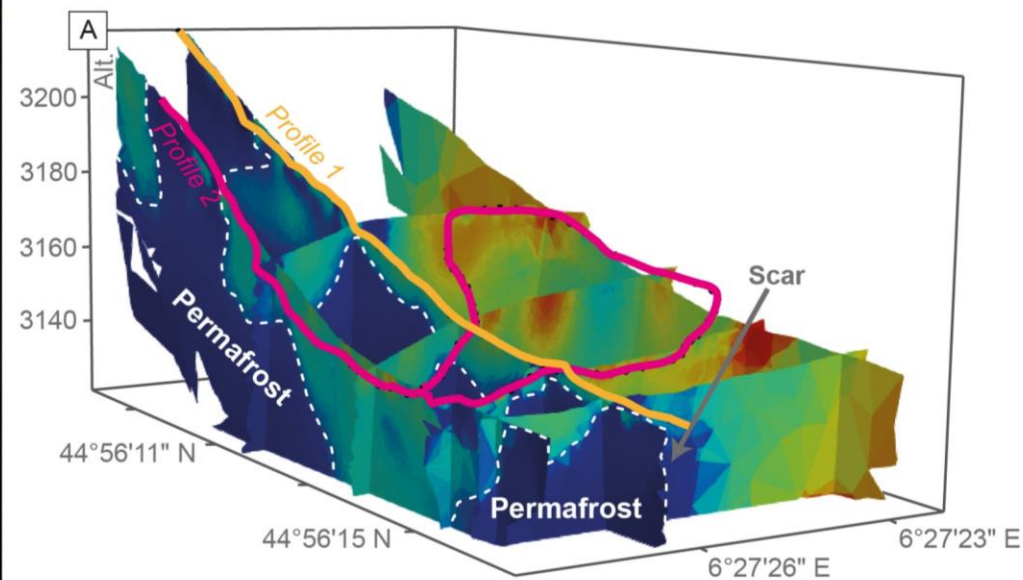 A
Alt.
3200
3180
3160
3140
Profile 1
Profile 2
Scar
Permafrost
Permafrost
44°56'11" N
44°56'15 N
6°27'26" E
6°27'23" E